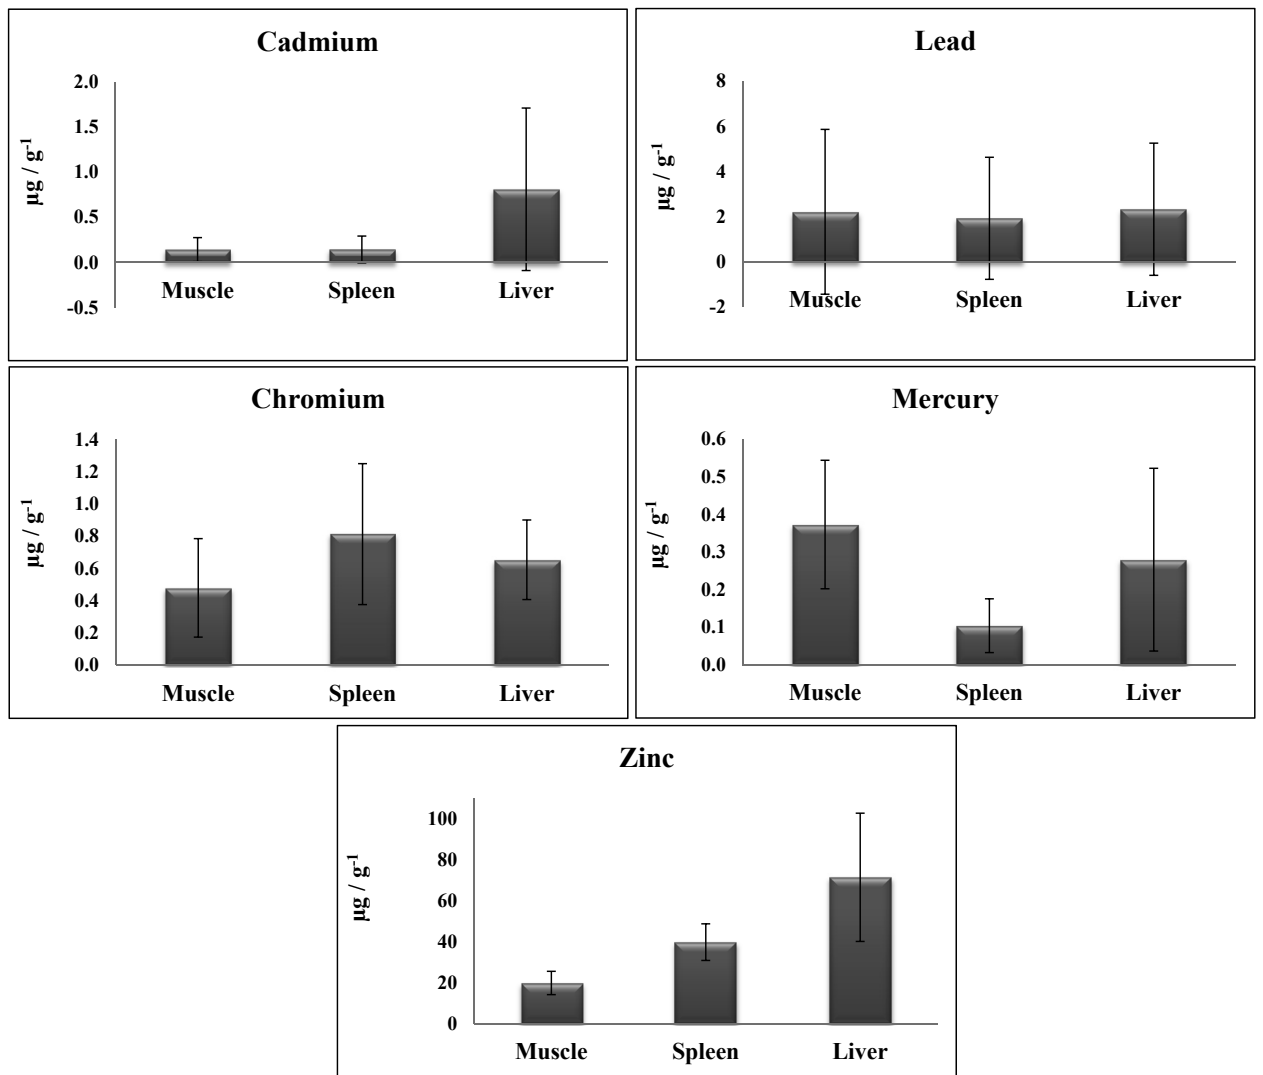 Cadmium
µg / g-1
2.0
1.5
1.0
0.5
0.0
-0.5
Muscle Spleen Liver
Lead
µg / g-1
8
6
4
2
0
-2
Muscle Spleen Liver
Chromium
µg / g-1
1.4
1.2
1.0
0.8
0.6
0.4
0.2
0.0
Muscle Spleen Liver
Mercury
µg / g-1
0.6
0.5
0.4
0.3
0.2
0.1
0.0
Muscle Spleen Liver
Zinc
µg / g-1
100
80
60
40
20
0
Muscle Spleen Liver